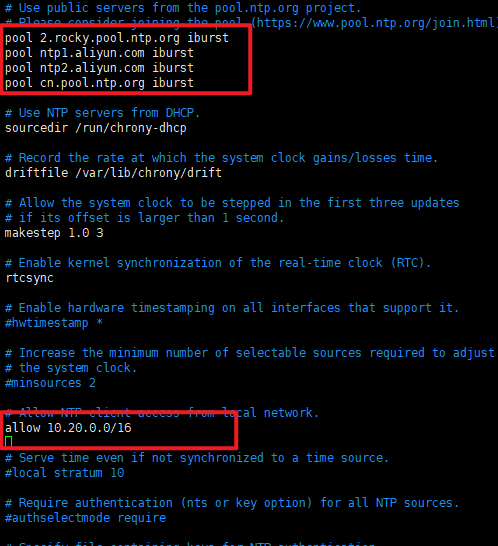 # Use public servers from the pool.ntp.org project.
# Please consider joining the pool (https://www.pool.ntp.org/join.html)
pool 2.rocky.pool.ntp.org iburst
pool ntp1.aliyun.com iburst
pool ntp2.aliyun.com iburst
pool cn.pool.ntp.org iburst
# Use NTP servers from DHCP.
sourcedir /run/chrony-dhcp
# Record the rate at which the system clock gains/losses time.
driftfile /var/lib/chrony/drift
# Allow the system clock to be stepped in the first three updates
# if its offset is larger than 1 second.
makestep 1.0 3
# Enable kernel synchronization of the real-time clock (RTC).
rtcsync
# Enable hardware timestamping on all interfaces that support it.
#hwtimestamp *
# Increase the minimum number of selectable sources required to adjust
# the system clock.
#minsources 2
# Allow NTP client access from local network.
allow 10.20.0.0/16
# Serve time even if not synchronized to a time source.
#local stratum 10
# Require authentication (nts or key option) for all NTP sources.
#authselectmode require
# Specify file containing keys for NTP authentication.